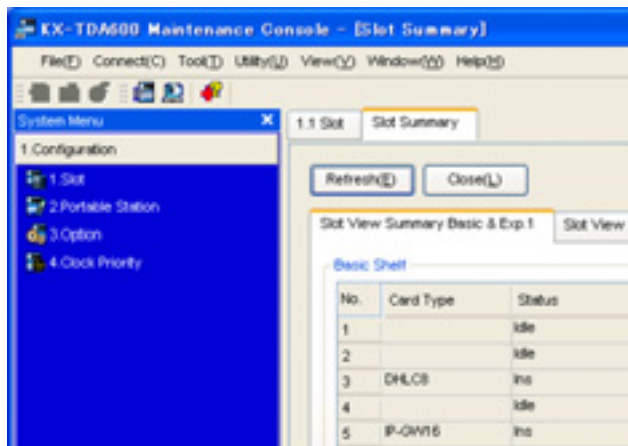 KX-TDA600 Maintenance Console - [Slot Summary]
File(F) Connect(C) Tool(T) Utility(U) View(V) Window(W) Help(H)
System Menu
1.Configuration
1.Slot
2.Portable Station
3.Option
4.Clock Priority
1.1 Slot Slot Summary
Refresh(E) Close(L)
Slot View Summary Basic & Exp.1 Slot View
Basic Shelf
No. Card Type Status
1 Idle
2 Idle
3 DHLC8 Ins
4 Idle
5 IP-GW16 Ins